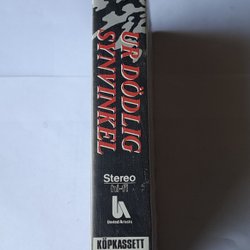 UR DÖDLIG
SYNVINKEL
Stereo
hi-fi
United Artists
KÖPKASSETT